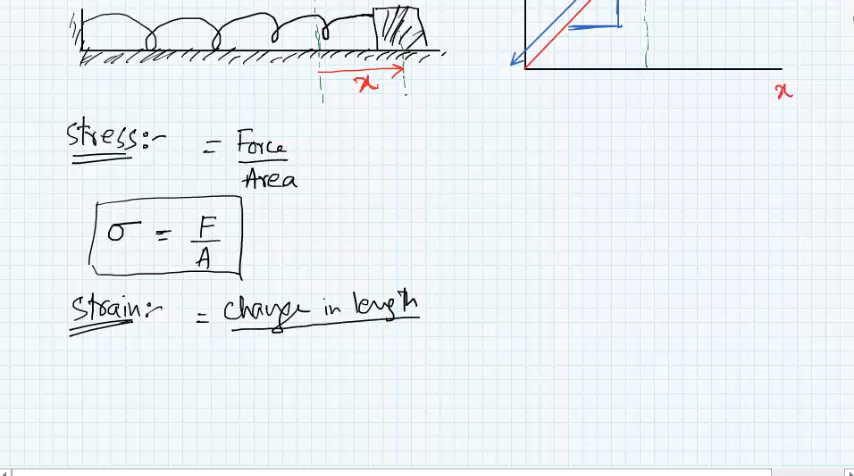 x
x
Stress:- = Force
Area
σ = F
A
Strain:- = change in length